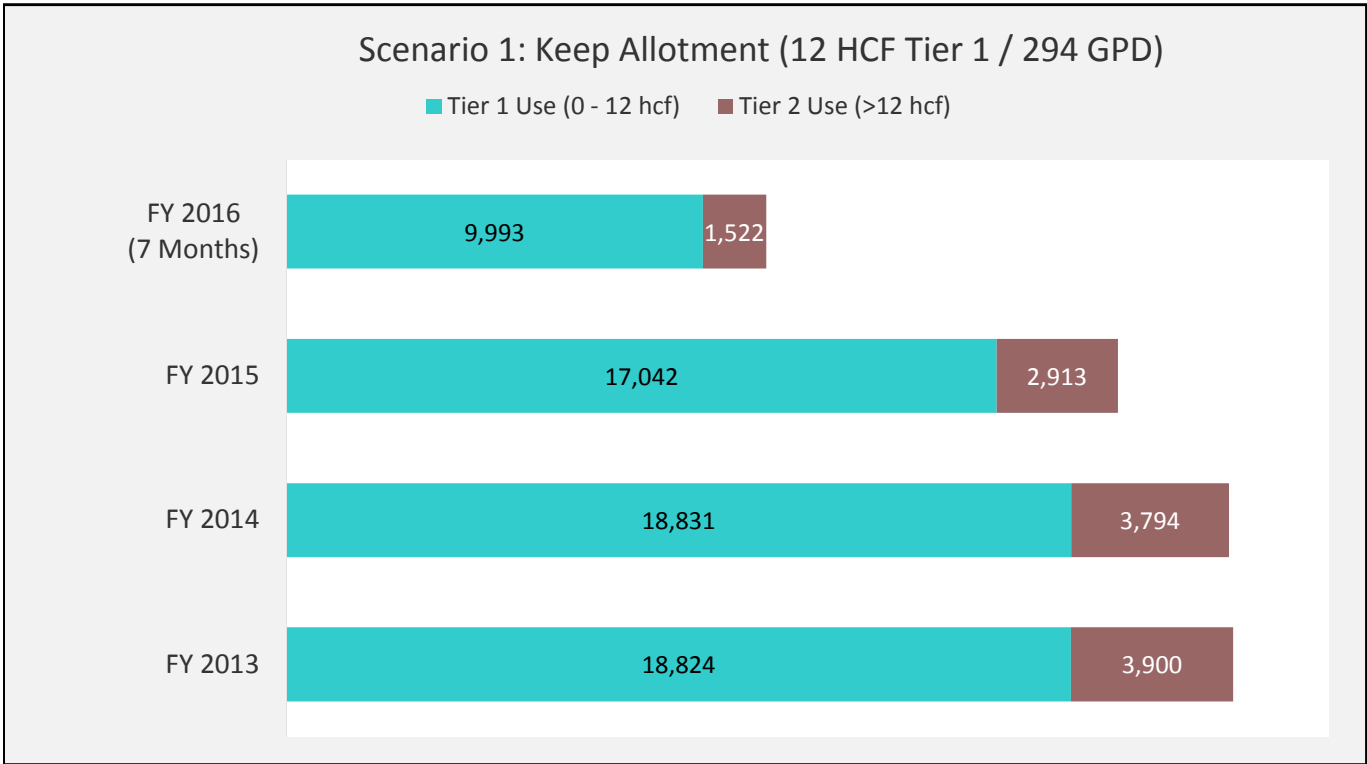 Scenario 1: Keep Allotment (12 HCF Tier 1 / 294 GPD)
Tier 1 Use (0 - 12 hcf) Tier 2 Use (>12 hcf)
FY 2016
(7 Months)
9,993 1,522
FY 2015 17,042 2,913
FY 2014 18,831 3,794
FY 2013 18,824 3,900